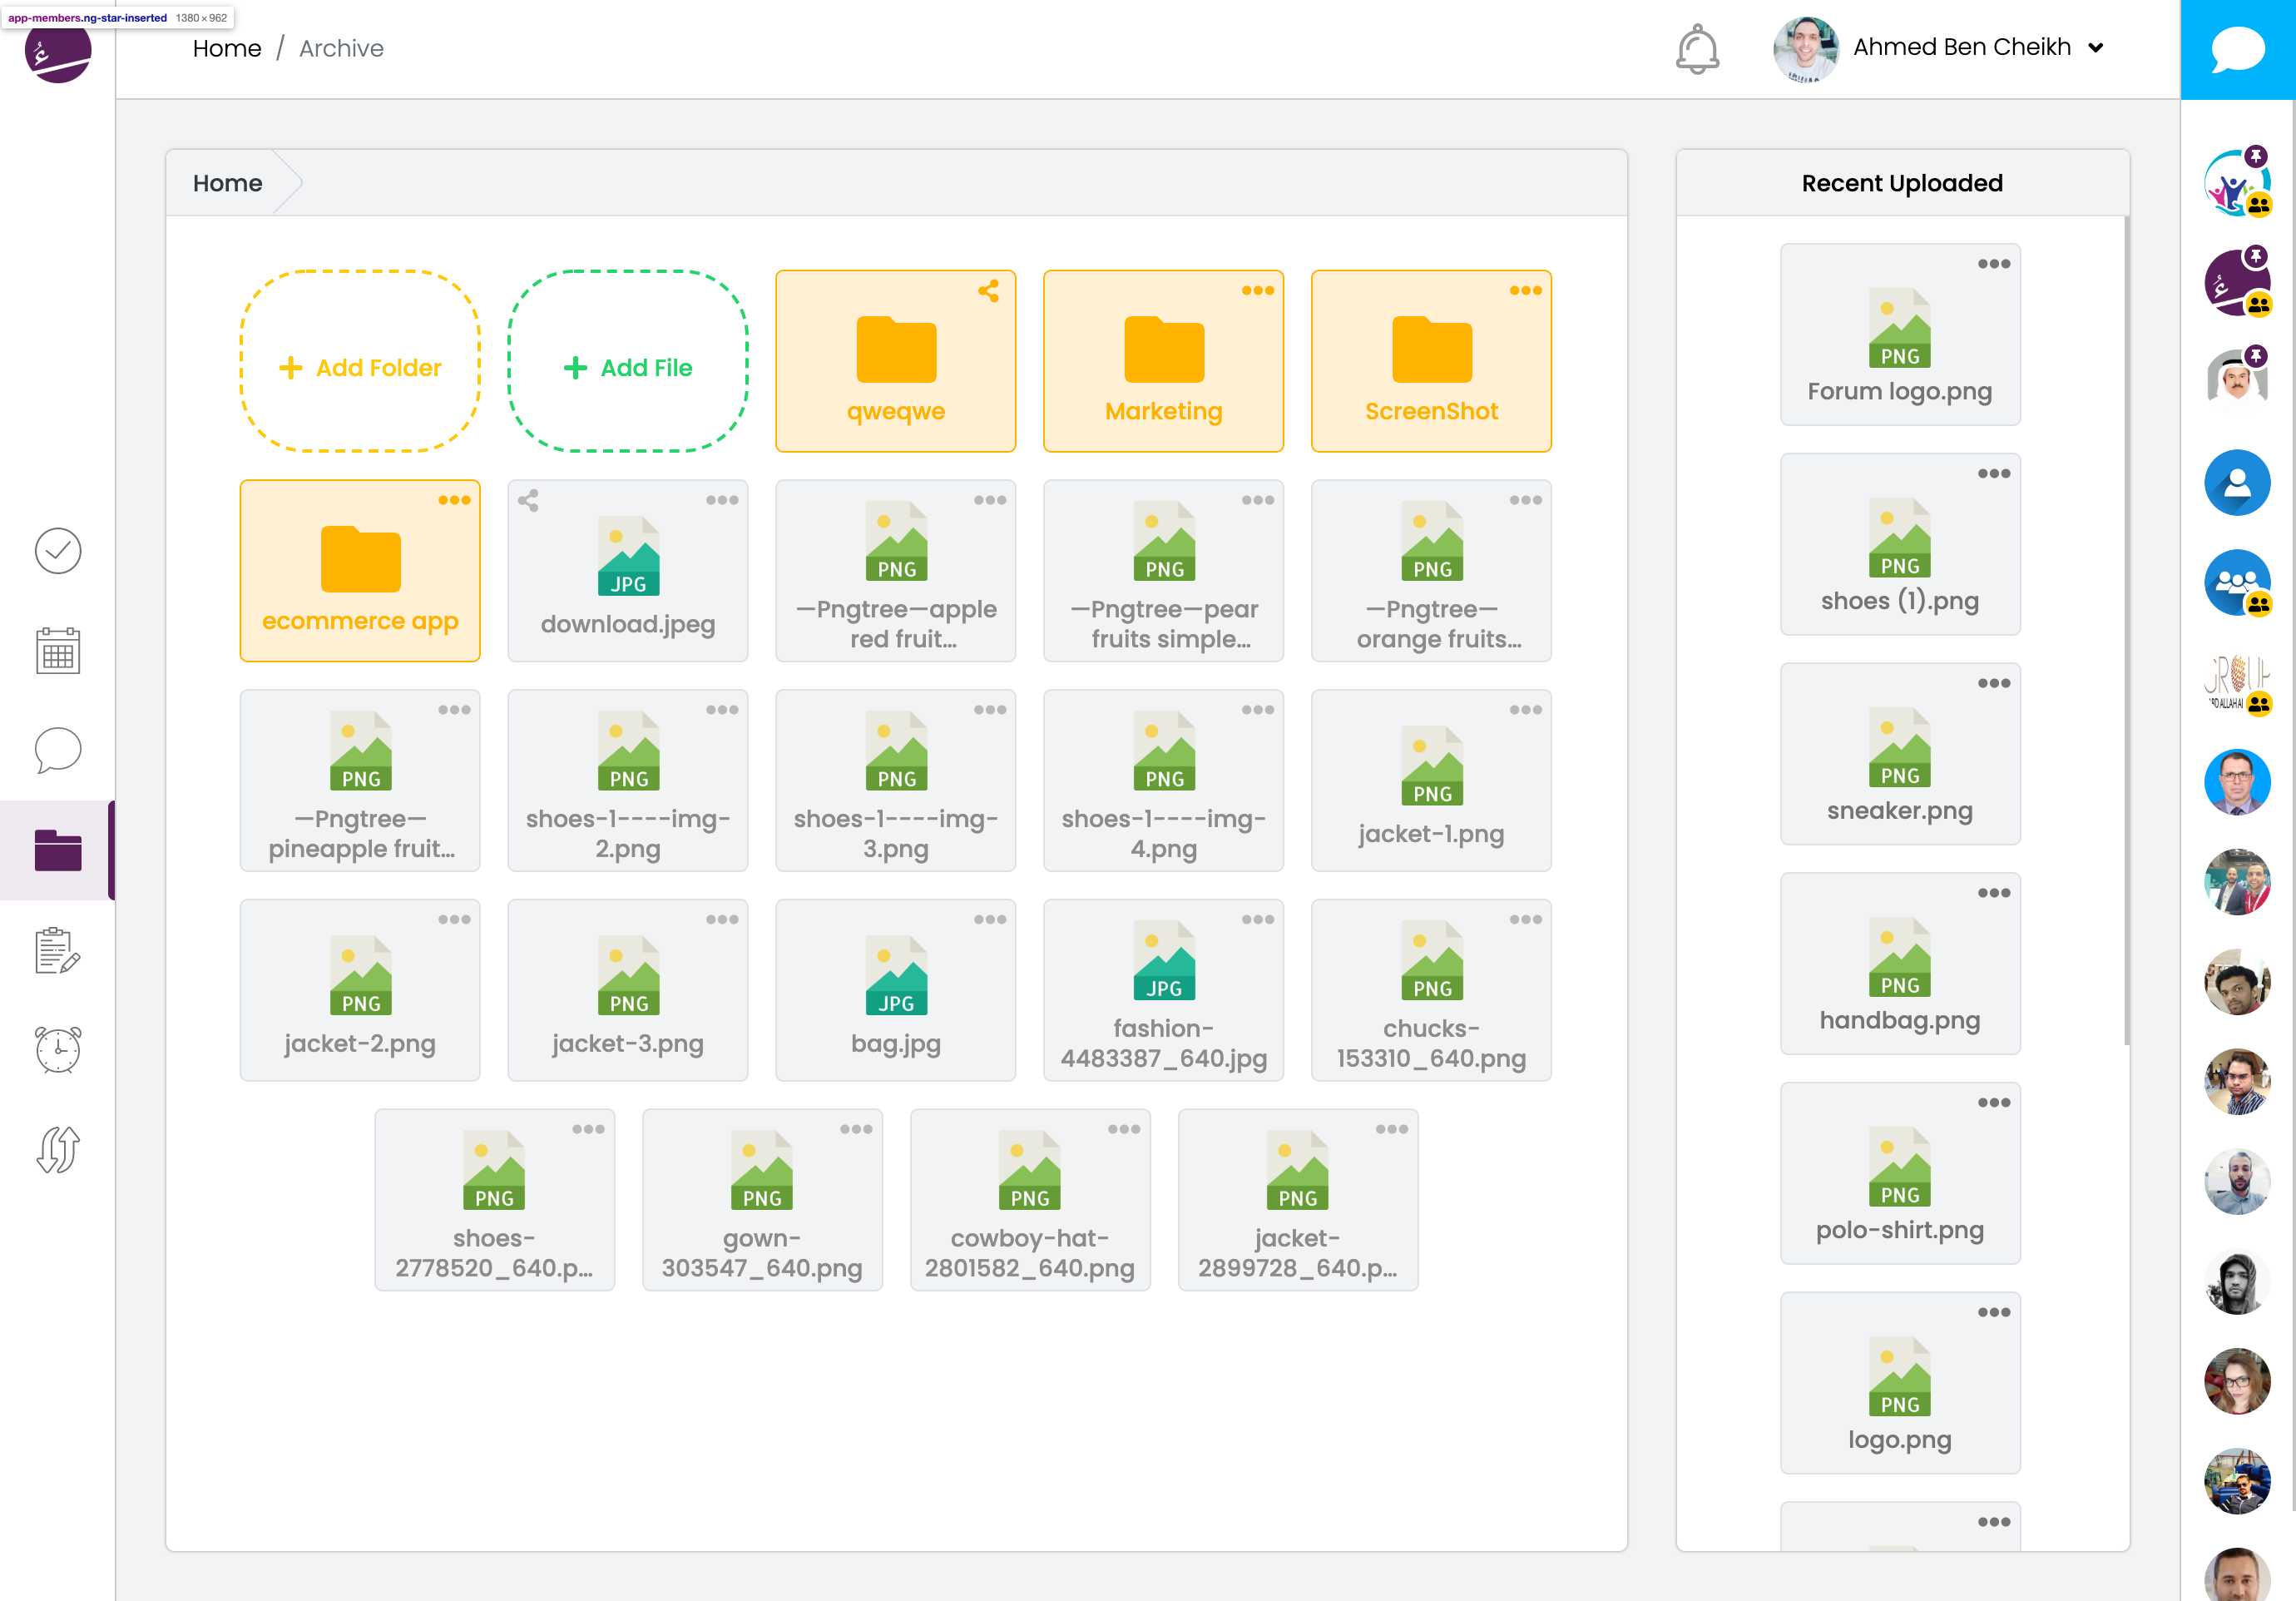 app-members.ng-star-inserted 1380 × 962
Home / Archive
Ahmed Ben Cheikh
Home
Recent Uploaded
Add Folder
Add File
qweqwe
Marketing
ScreenShot
ecommerce app
JPG
download.jpeg
PNG
—Pngtree—apple
red fruit...
PNG
—Pngtree—pear
fruits simple...
PNG
—Pngtree—
orange fruits...
PNG
—Pngtree—
pineapple fruit...
PNG
shoes-1----img-
2.png
PNG
shoes-1----img-
3.png
PNG
shoes-1----img-
4.png
PNG
jacket-1.png
PNG
jacket-2.png
PNG
jacket-3.png
JPG
bag.jpg
JPG
fashion-
4483387_640.jpg
PNG
chucks-
153310_640.png
PNG
shoes-
2778520_640.p...
PNG
gown-
303547_640.png
PNG
cowboy-hat-
2801582_640.png
PNG
jacket-
2899728_640.p...
PNG
Forum logo.png
PNG
shoes (1).png
PNG
sneaker.png
PNG
handbag.png
PNG
polo-shirt.png
PNG
logo.png